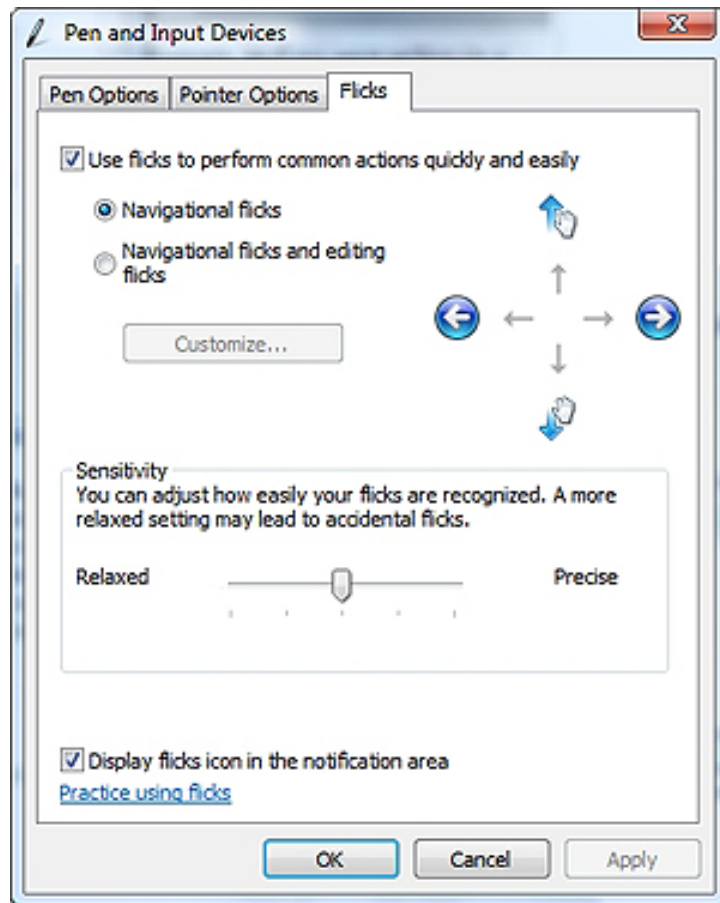 Pen and Input Devices
Pen Options Pointer Options Flicks
Use flicks to perform common actions quickly and easily
Navigational flicks
Navigational flicks and editing
flicks
Customize...
Sensitivity
You can adjust how easily your flicks are recognized. A more
relaxed setting may lead to accidental flicks.
Relaxed Precise
Display flicks icon in the notification area
Practice using flicks
OK Cancel Apply